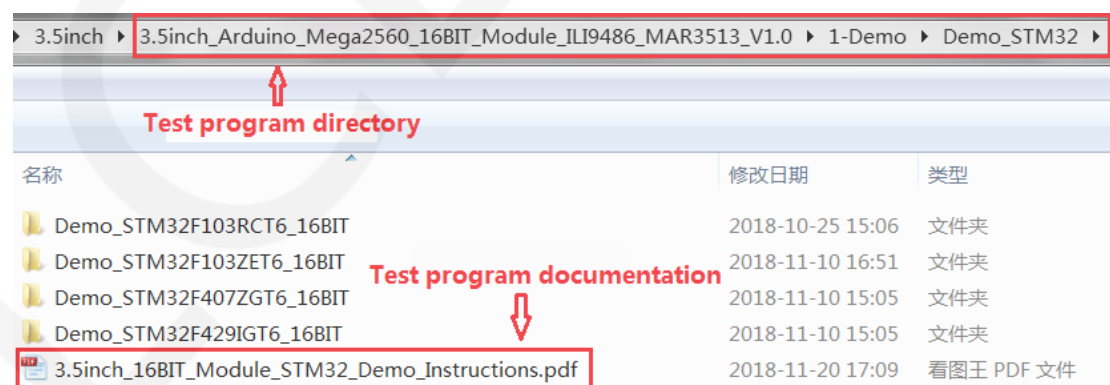 3.5inch ▸ 3.5inch_Arduino_Mega2560_16BIT_Module_ILI9486_MAR3513_V1.0 ▸ 1-Demo ▸ Demo_STM32 ▸
Test program directory
名称 修改日期 类型
Demo_STM32F103RCT6_16BIT 2018-10-25 15:06 文件夹
Demo_STM32F103ZET6_16BIT 2018-11-10 16:51 文件夹
Test program documentation
Demo_STM32F407ZGT6_16BIT 2018-11-10 15:05 文件夹
Demo_STM32F429IGT6_16BIT 2018-11-10 15:05 文件夹
3.5inch_16BIT_Module_STM32_Demo_Instructions.pdf 2018-11-20 17:09 看图王 PDF 文件